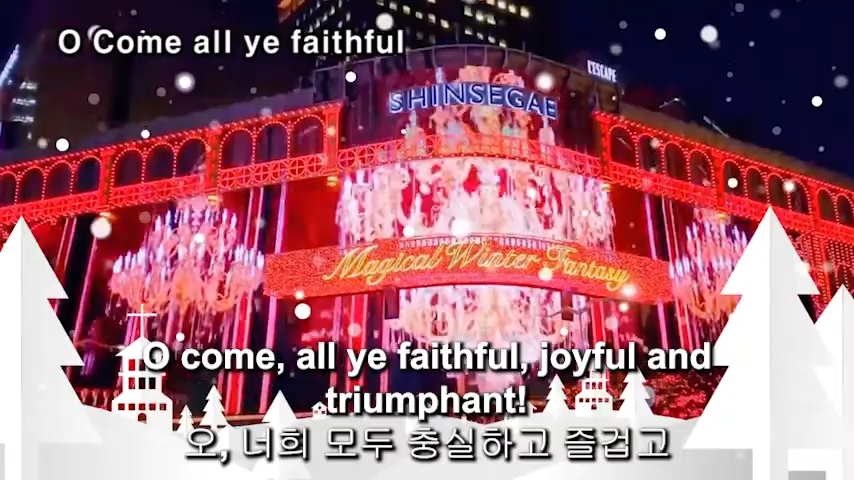 O Come all ye faithful
L'ESCAPE
SHINSEGAE
Magical Winter Fantasy
O come, all ye faithful, joyful and
triumphant!
오, 너희 모두 충실하고 즐겁고